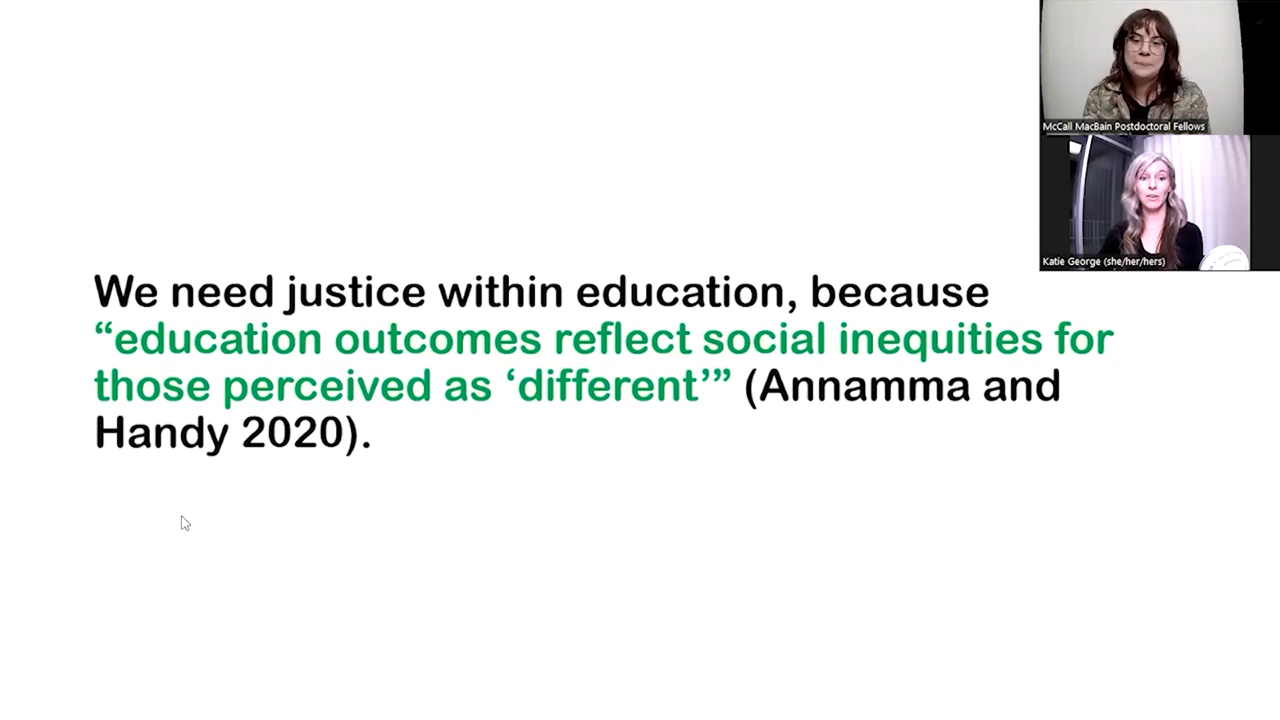 McCall MacBain Postdoctoral Fellows
Katie George (she/her/hers)
We need justice within education, because
“education outcomes reflect social inequities for
those perceived as ‘different’” (Annamma and
Handy 2020).